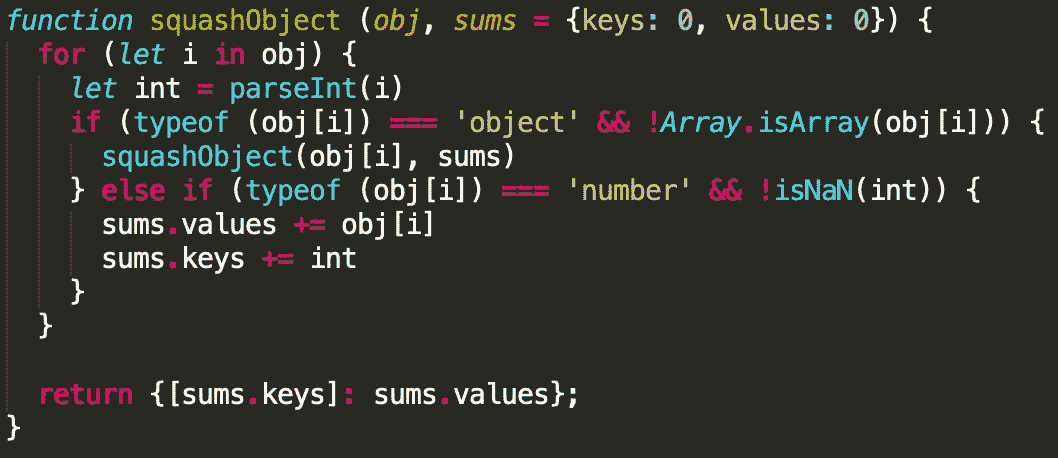 function squashObject (obj, sums = {keys: 0, values: 0}) {
  for (let i in obj) {
    let int = parseInt(i)
    if (typeof (obj[i]) === 'object' && !Array.isArray(obj[i])) {
      squashObject(obj[i], sums)
    } else if (typeof (obj[i]) === 'number' && !isNaN(int)) {
      sums.values += obj[i]
      sums.keys += int
    }
  }

  return {[sums.keys]: sums.values};
}